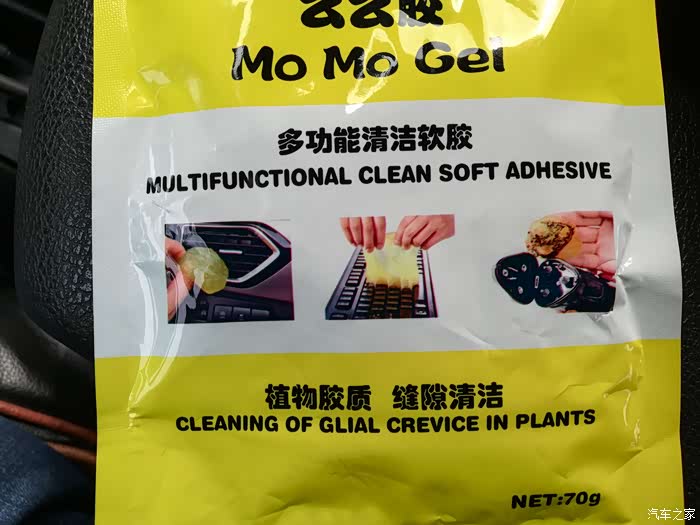 么么胶
Mo Mo Gel
多功能清洁软胶
MULTIFUNCTIONAL CLEAN SOFT ADHESIVE
植物胶质 缝隙清洁
CLEANING OF GLIAL CREVICE IN PLANTS
NET:70g
汽车之家